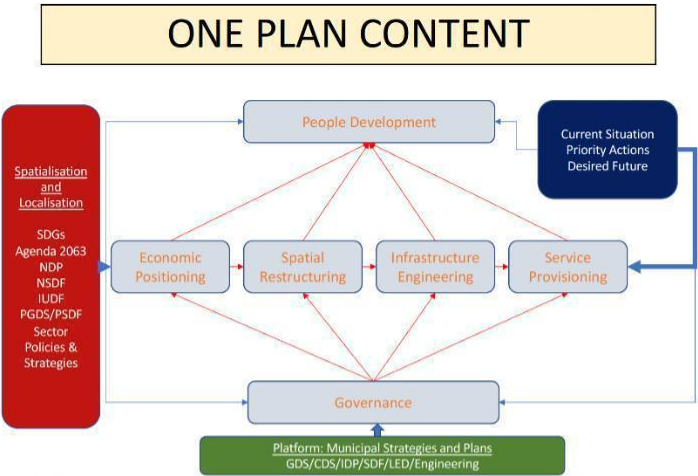 ONE PLAN CONTENT
People Development
Current Situation
Priority Actions
Desired Future
Spatialisation
and
Localisation
SDGs
Agenda 2063
NDP
NSDF
IUDF
PGDS/PSDF
Sector
Policies &
Strategies
Economic
Positioning
Spatial
Restructuring
Infrastructure
Engineering
Service
Provisioning
Governance
Platform: Municipal Strategies and Plans
GDS/CDS/IDP/SDF/LED/Engineering